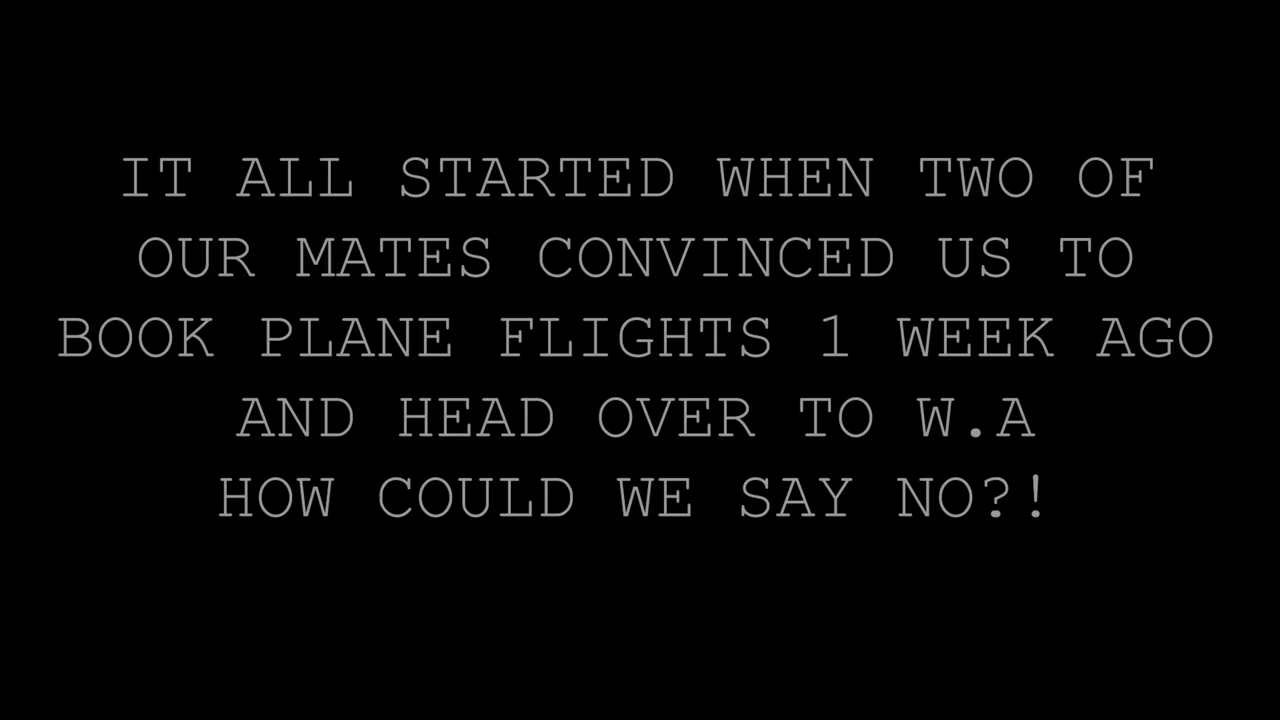 IT ALL STARTED WHEN TWO OF
OUR MATES CONVINCED US TO
BOOK PLANE FLIGHTS 1 WEEK AGO
AND HEAD OVER TO W.A
HOW COULD WE SAY NO?!